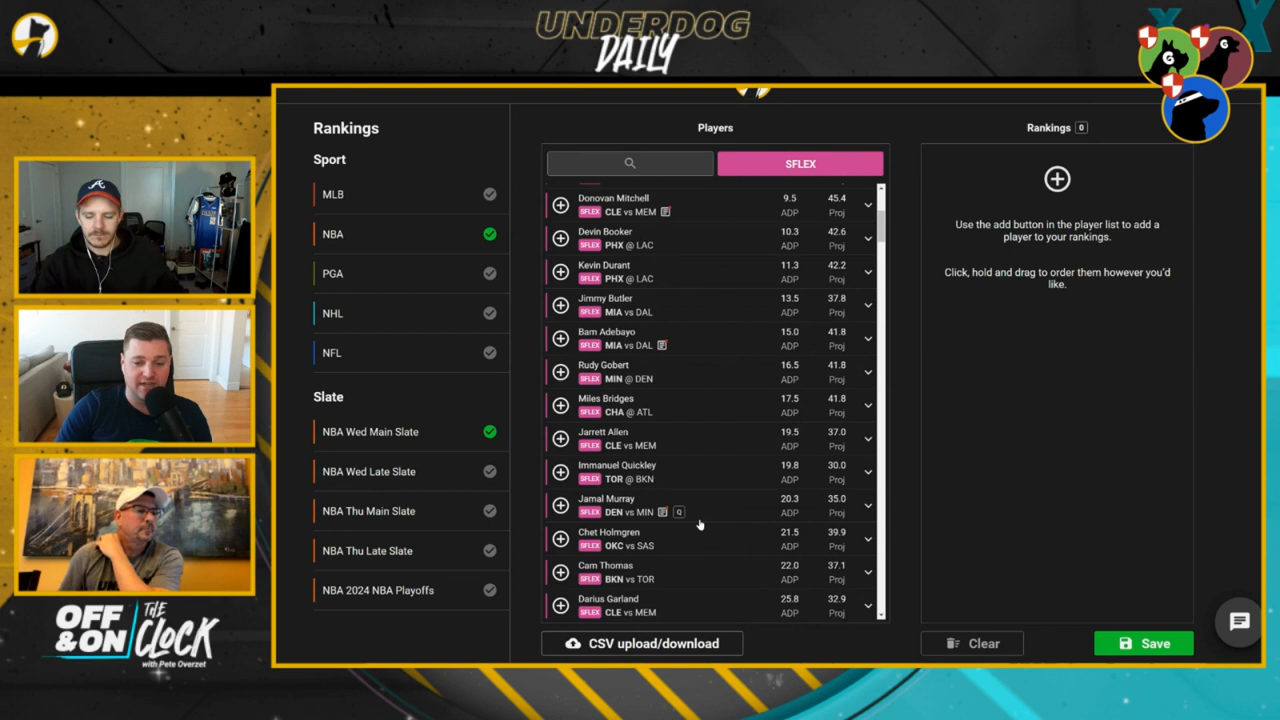 UNDERDOG
DAILY
G
G
Rankings
Sport
MLB
NBA
PGA
NHL
NFL
Slate
NBA Wed Main Slate
NBA Wed Late Slate
NBA Thu Main Slate
NBA Thu Late Slate
NBA 2024 NBA Playoffs
Players
SFLEX
Donovan Mitchell 9.5 45.4
SFLEX CLE vs MEM ADP Proj
Devin Booker 10.3 42.6
SFLEX PHX @ LAC ADP Proj
Kevin Durant 11.3 42.2
SFLEX PHX @ LAC ADP Proj
Jimmy Butler 13.5 37.8
SFLEX MIA vs DAL ADP Proj
Bam Adebayo 15.0 41.8
SFLEX MIA vs DAL ADP Proj
Rudy Gobert 16.5 41.8
SFLEX MIN @ DEN ADP Proj
Miles Bridges 17.5 41.8
SFLEX CHA @ ATL ADP Proj
Jarrett Allen 19.5 37.0
SFLEX CLE vs MEM ADP Proj
Immanuel Quickley 19.8 30.0
SFLEX TOR @ BKN ADP Proj
Jamal Murray 20.3 35.0
SFLEX DEN vs MIN Q ADP Proj
Chet Holmgren 21.5 39.9
SFLEX OKC vs SAS ADP Proj
Cam Thomas 22.0 37.1
SFLEX BKN vs TOR ADP Proj
Darius Garland 25.8 32.9
SFLEX CLE vs MEM ADP Proj
CSV upload/download
Rankings 0
Use the add button in the player list to add a
player to your rankings.
Click, hold and drag to order them however you'd
like.
Clear
Save
OFF
&ON
THE
CLOCK
with Pete Overzet